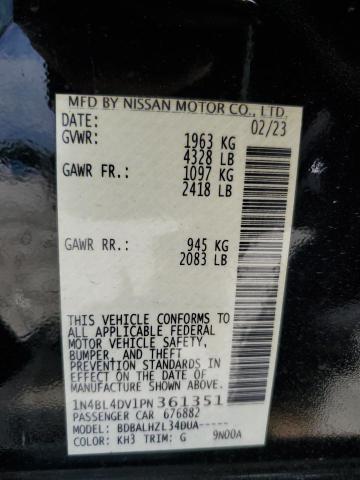 MFD BY NISSAN MOTOR CO., LTD.
DATE: 02/23
GVWR: 1963 KG
4328 LB
GAWR FR.: 1097 KG
2418 LB
GAWR RR.: 945 KG
2083 LB
THIS VEHICLE CONFORMS TO
ALL APPLICABLE FEDERAL
MOTOR VEHICLE SAFETY,
BUMPER, AND THEFT
PREVENTION STANDARDS
IN EFFECT ON THE DATE OF
MANUFACTURE SHOWN ABOVE.
1N4BL4DV1PN361351
PASSENGER CAR 676882
MODEL: BDBALHZL34DUA-----
COLOR: KH3 TRIM: G 9N00A